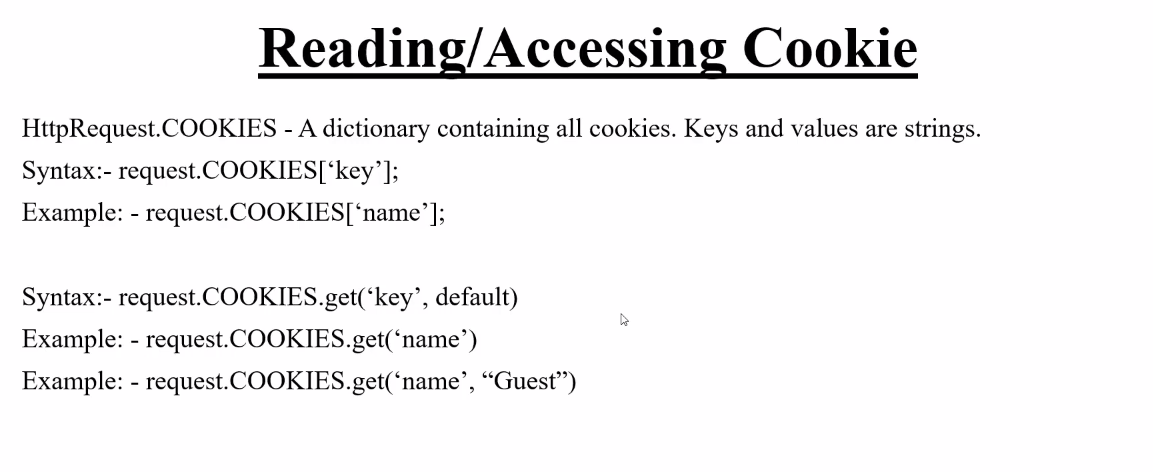 Reading/Accessing Cookie
HttpRequest.COOKIES - A dictionary containing all cookies. Keys and values are strings.
Syntax:- request.COOKIES[‘key’];
Example: - request.COOKIES[‘name’];
Syntax:- request.COOKIES.get(‘key’, default)
Example: - request.COOKIES.get(‘name’)
Example: - request.COOKIES.get(‘name’, “Guest”)